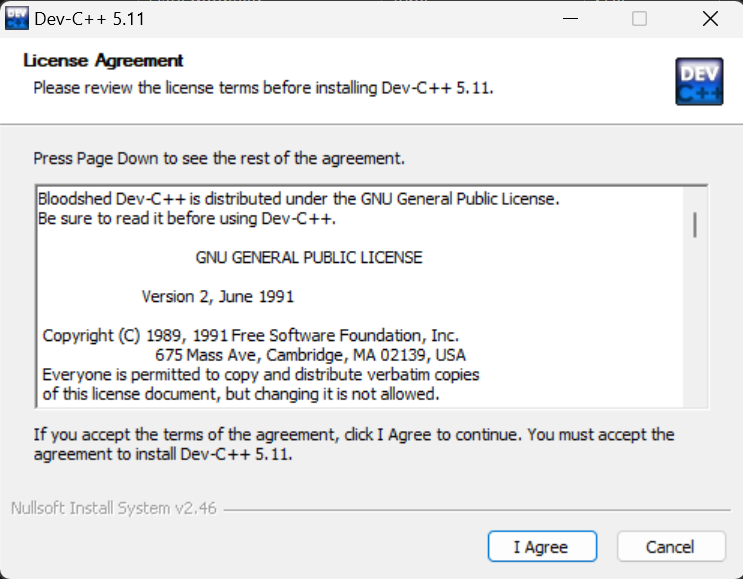 Dev-C++ 5.11
License Agreement
Please review the license terms before installing Dev-C++ 5.11.
DEV
C++
Press Page Down to see the rest of the agreement.
Bloodshed Dev-C++ is distributed under the GNU General Public License.
Be sure to read it before using Dev-C++.
GNU GENERAL PUBLIC LICENSE
Version 2, June 1991
Copyright (C) 1989, 1991 Free Software Foundation, Inc.
675 Mass Ave, Cambridge, MA 02139, USA
Everyone is permitted to copy and distribute verbatim copies
of this license document, but changing it is not allowed.
If you accept the terms of the agreement, click I Agree to continue. You must accept the
agreement to install Dev-C++ 5.11.
Nullsoft Install System v2.46
I Agree
Cancel